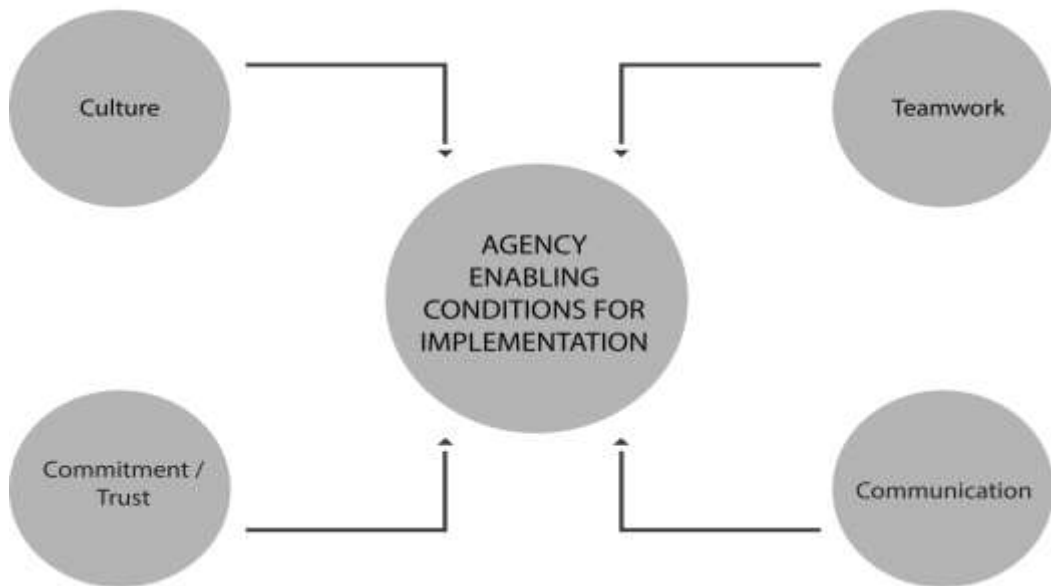 Culture
Teamwork
AGENCY
ENABLING
CONDITIONS FOR
IMPLEMENTATION
Commitment /
Trust
Communication